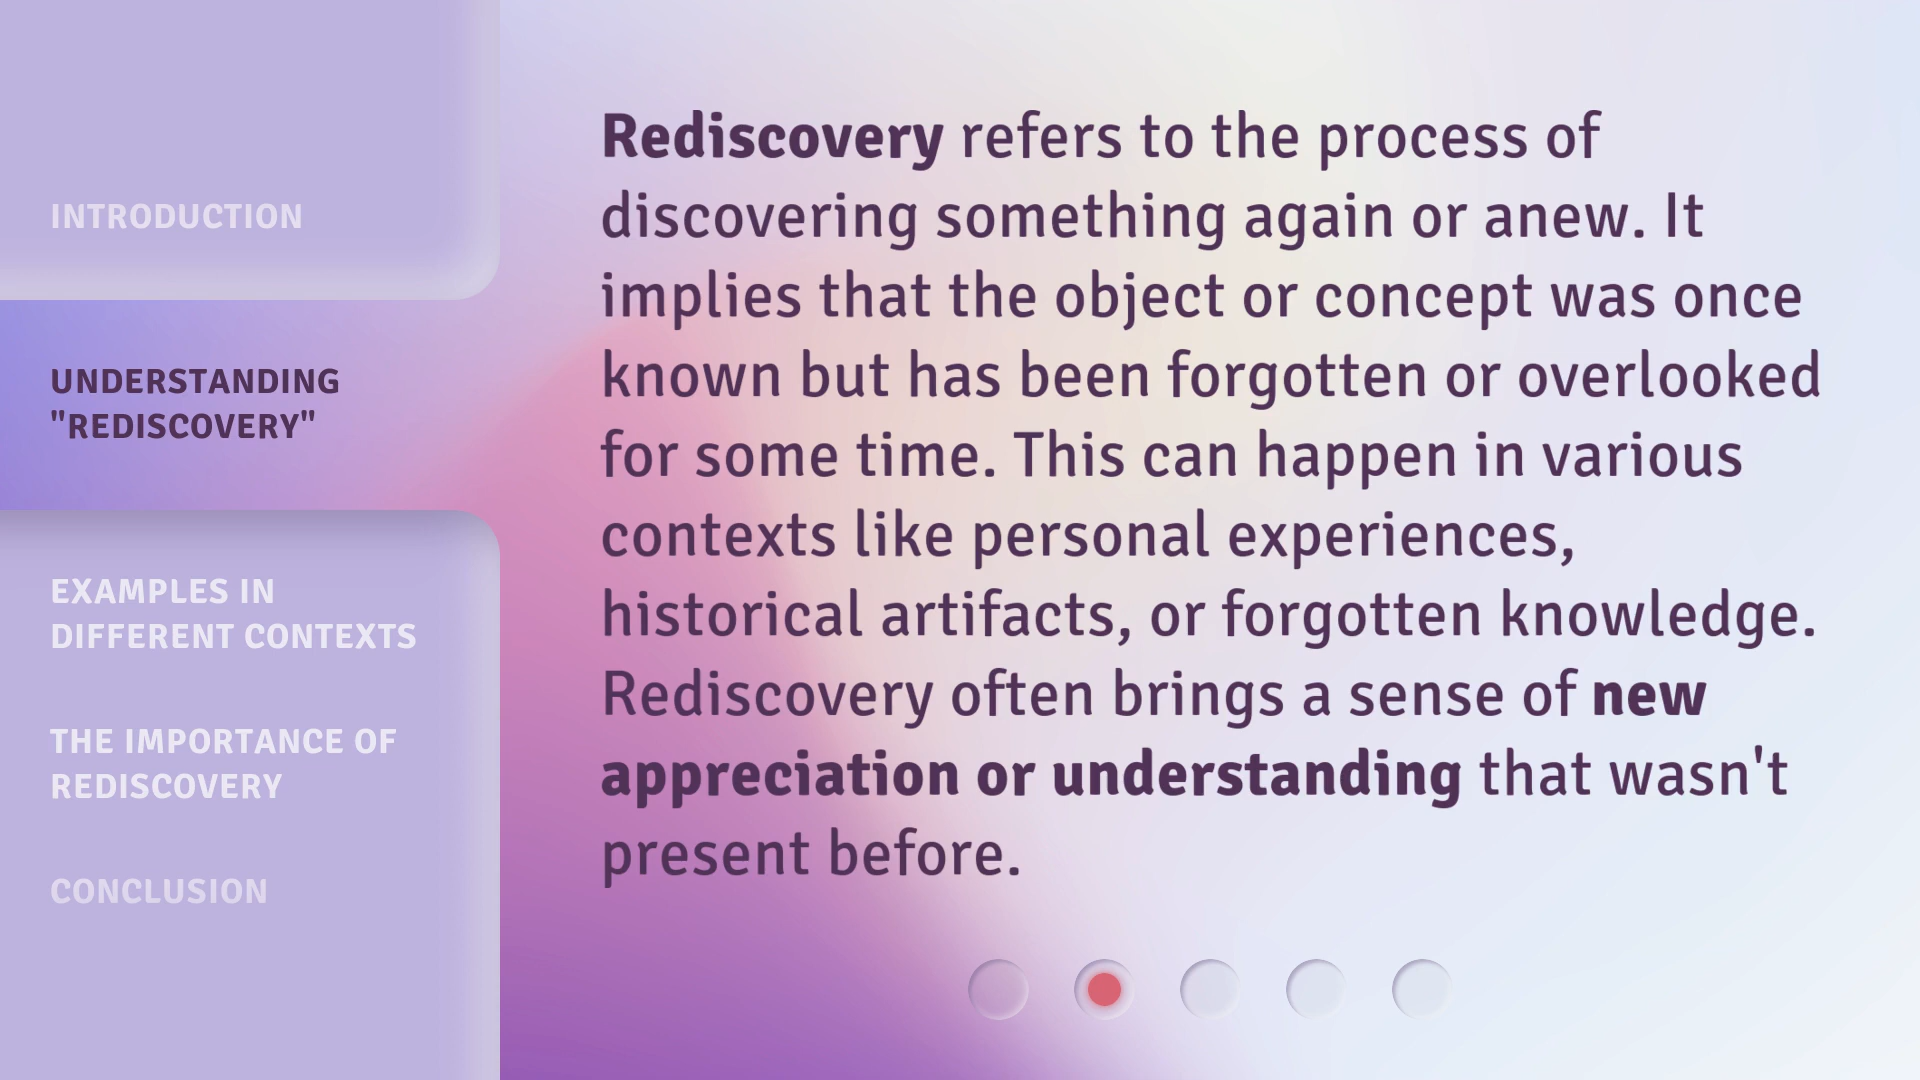 INTRODUCTION
UNDERSTANDING
"REDISCOVERY"
EXAMPLES IN
DIFFERENT CONTEXTS
THE IMPORTANCE OF
REDISCOVERY
CONCLUSION
Rediscovery refers to the process of
discovering something again or anew. It
implies that the object or concept was once
known but has been forgotten or overlooked
for some time. This can happen in various
contexts like personal experiences,
historical artifacts, or forgotten knowledge.
Rediscovery often brings a sense of new
appreciation or understanding that wasn't
present before.